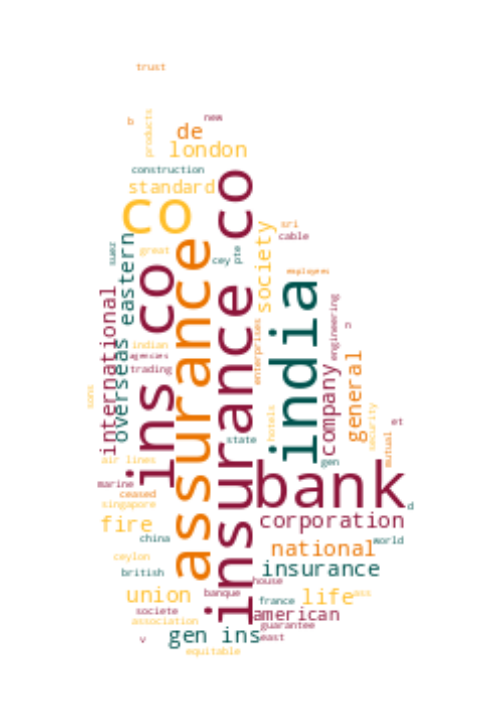 trust
new
b
products
de
london
construction
standard
co
insurance co
sri
cable
society
eastern
suez
great
assurance co
cey
pte
employees
ins co
india
international
overseas
engineering
n
indian
agencies
trading
enterprises
general
company
sons
hotels
security
et
mutual
state
air lines
gen
marine
bank
ceased
singapore
d
fire
corporation
china
world
national
ceylon
british
insurance
house
union
banque
france
life
ass
societe
american
association
guarantee
v
gen ins
east
equitable